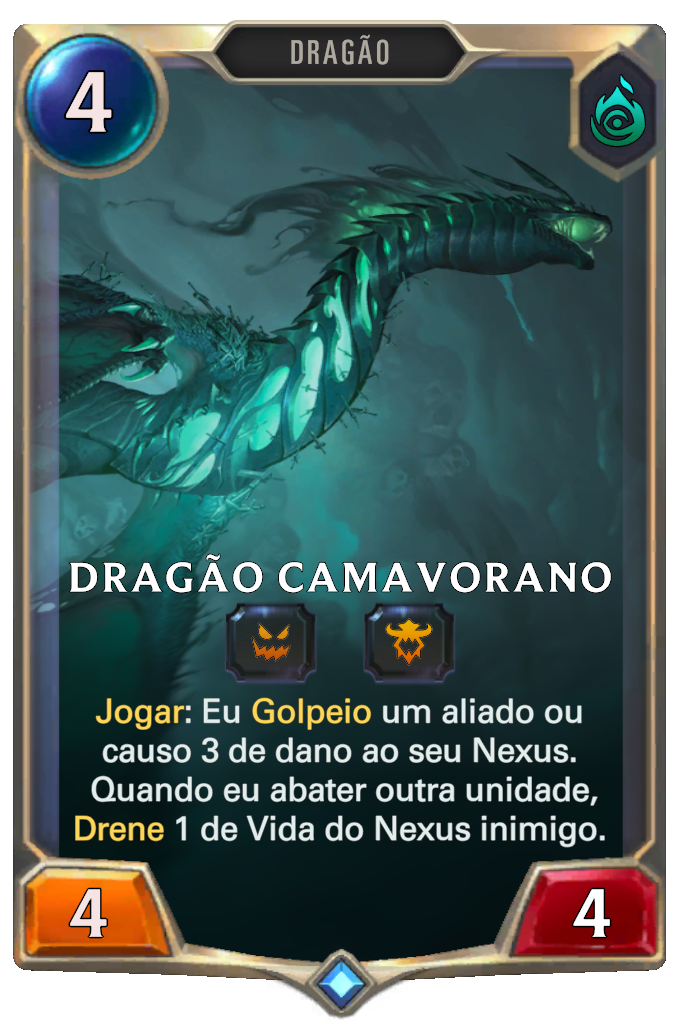 DRAGÃO
4
DRAGÃO CAMAVORANO
Jogar: Eu Golpeio um aliado ou
causo 3 de dano ao seu Nexus.
Quando eu abater outra unidade,
Drene 1 de Vida do Nexus inimigo.
4
4